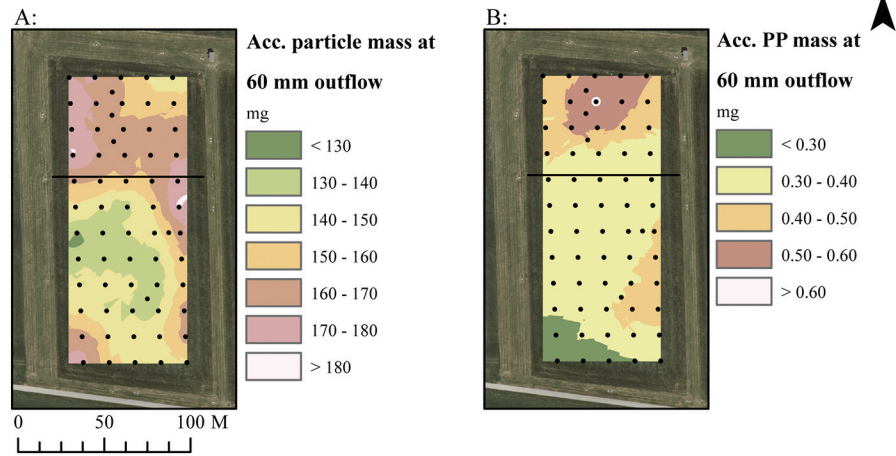 A:
Acc. particle mass at
60 mm outflow
mg
< 130
130 - 140
140 - 150
150 - 160
160 - 170
170 - 180
> 180
0 50 100 M
B:
Acc. PP mass at
60 mm outflow
mg
< 0.30
0.30 - 0.40
0.40 - 0.50
0.50 - 0.60
> 0.60